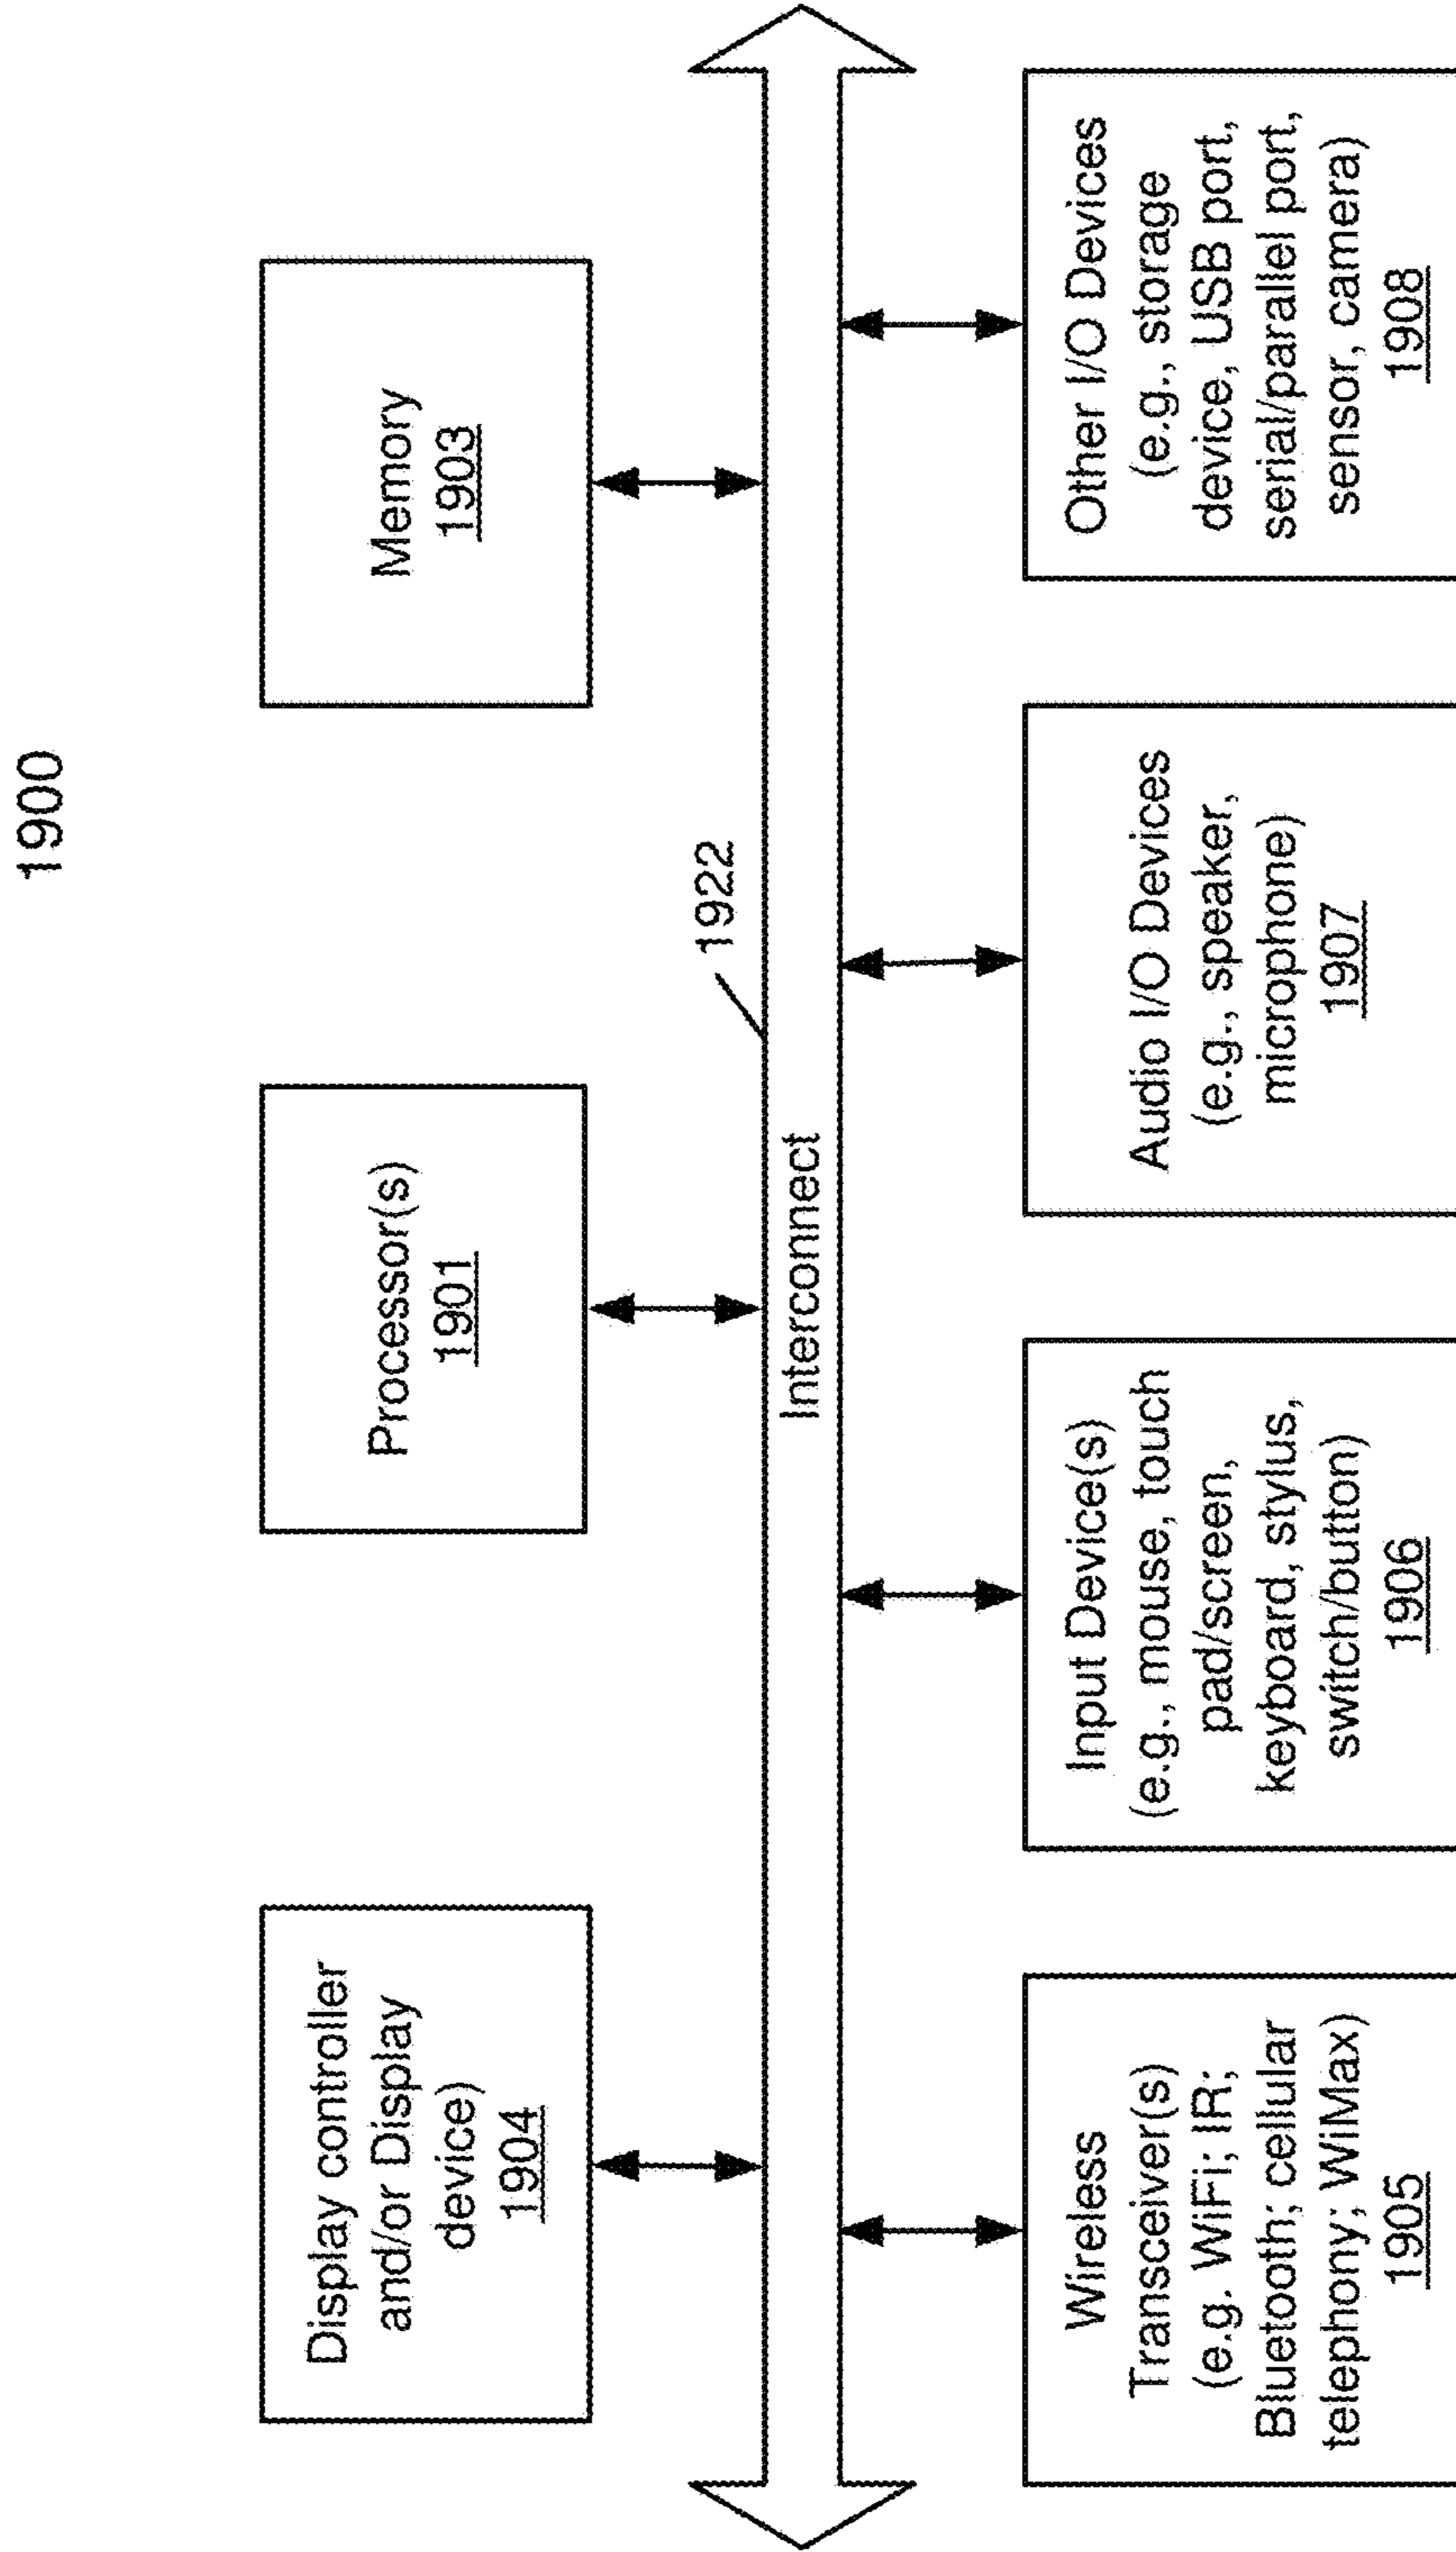 1900
Display controller
and/or Display
device)
1904
Processor(s)
1901
Memory
1903
1922
Interconnect
Wireless
Transceiver(s)
(e.g. WiFi; IR;
Bluetooth; cellular
telephony; WiMax)
1905
Input Device(s)
(e.g., mouse, touch
pad/screen,
keyboard, stylus,
switch/button)
1906
Audio I/O Devices
(e.g., speaker,
microphone)
1907
Other I/O Devices
(e.g., storage
device, USB port,
serial/parallel port,
sensor, camera)
1908